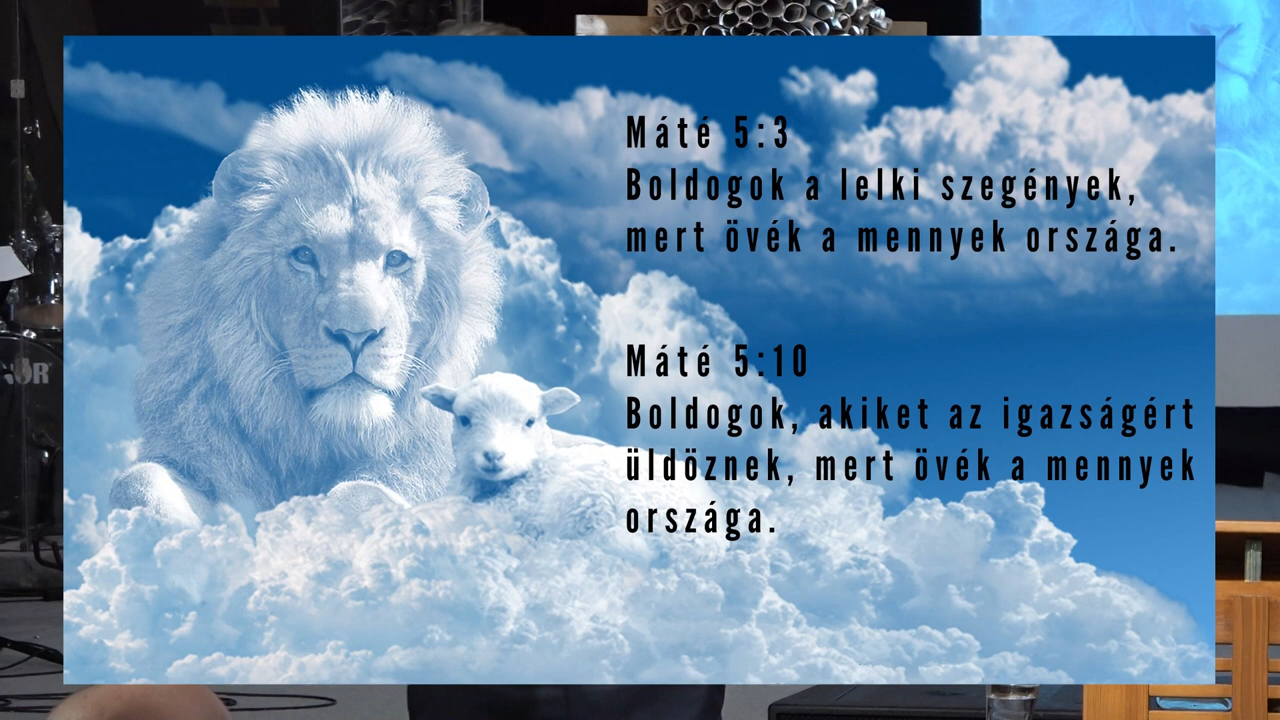 Máté 5:3
Boldogok a lelki szegények,
mert övék a mennyek országa.
Máté 5:10
Boldogok, akiket az igazságért
üldöznek, mert övék a mennyek
országa.